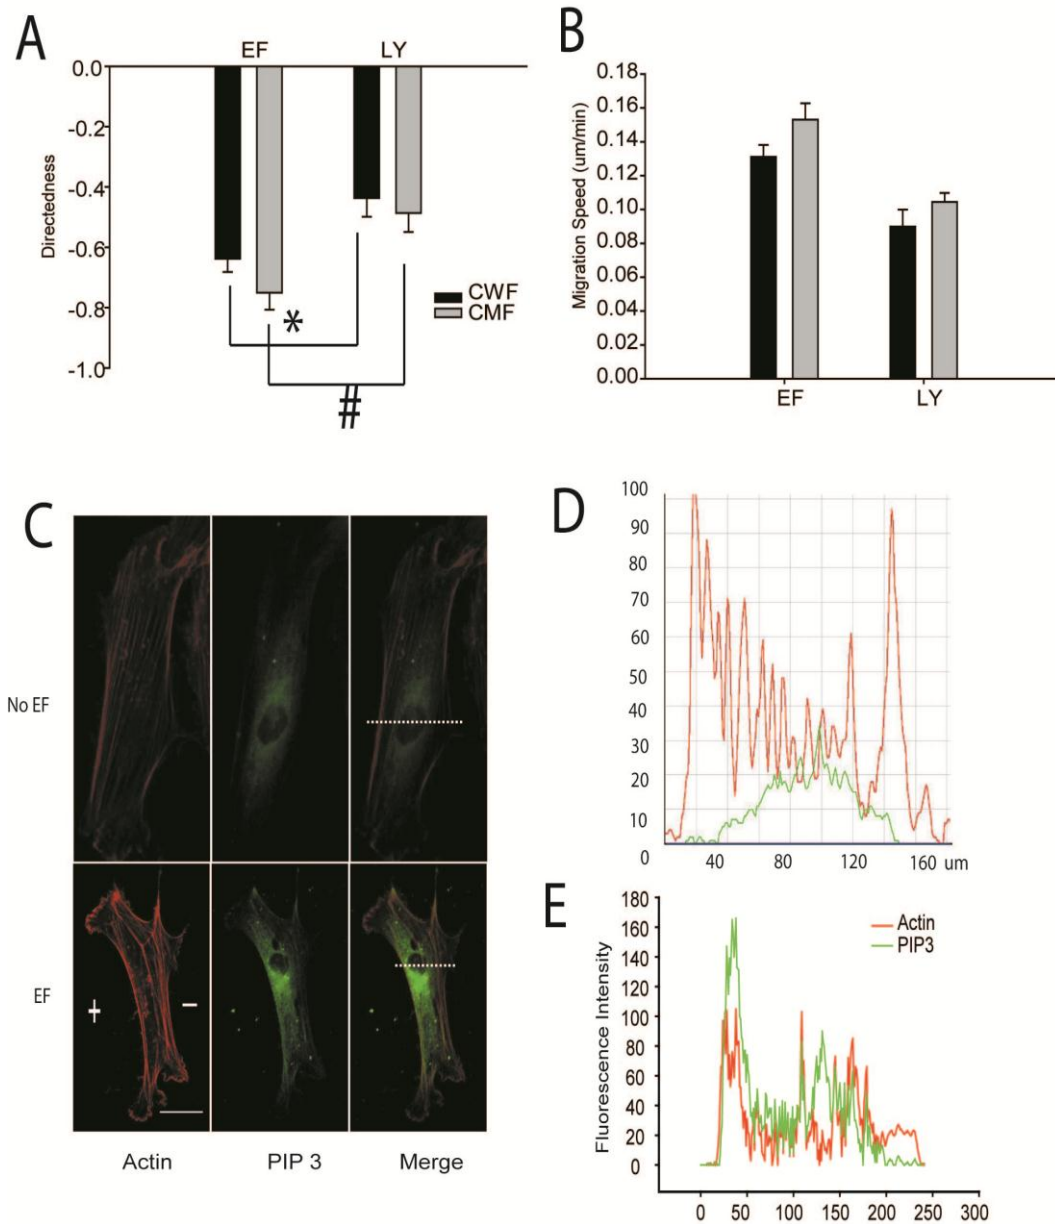 A
EF LY
0.0
-0.2
-0.4
-0.6
-0.8
-1.0
Directedness
CWF
CMF
*
#
B
0.18
0.16
0.14
0.12
0.10
0.08
0.06
0.04
0.02
0.00
Migration Speed (um/min)
EF LY
C
No EF
EF
+
−
Actin PIP 3 Merge
D
100
90
80
70
60
50
40
30
20
10
0
40 80 120 160 um
E
180
160
140
120
100
80
60
40
20
0
Fluorescence Intensity
Actin
PIP3
0 50 100 150 200 250 300